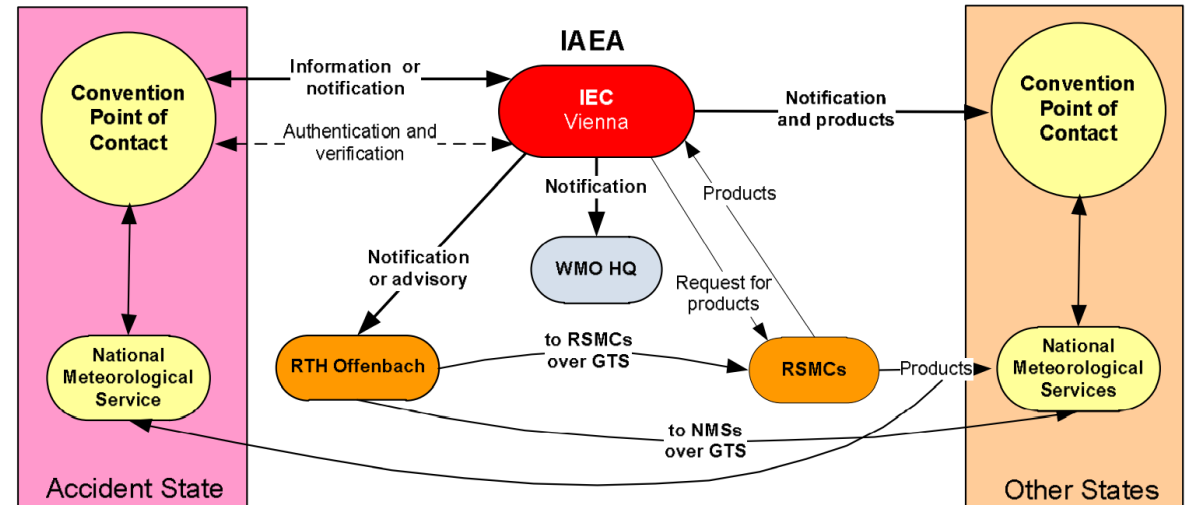 IAEA
Convention
Point of
Contact
Information or
notification
IEC
Vienna
Notification
and products
Convention
Point of
Contact
Authentication and
verification
Notification
Products
Notification
or advisory
WMO HQ
Request for
products
National
Meteorological
Service
RTH Offenbach
to RSMCs
over GTS
RSMCs
Products
National
Meteorological
Services
to NMSs
over GTS
Accident State
Other States